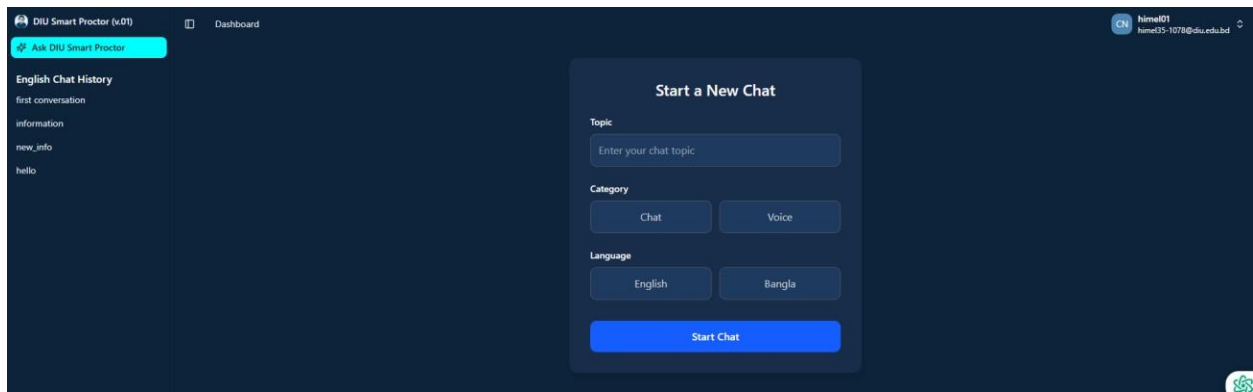 DIU Smart Proctor (v.01)
Ask DIU Smart Proctor
English Chat History
first conversation
information
new_info
hello
Dashboard
CN
himel01
himel35-1078@diu.edu.bd
Start a New Chat
Topic
Enter your chat topic
Category
Chat Voice
Language
English Bangla
Start Chat